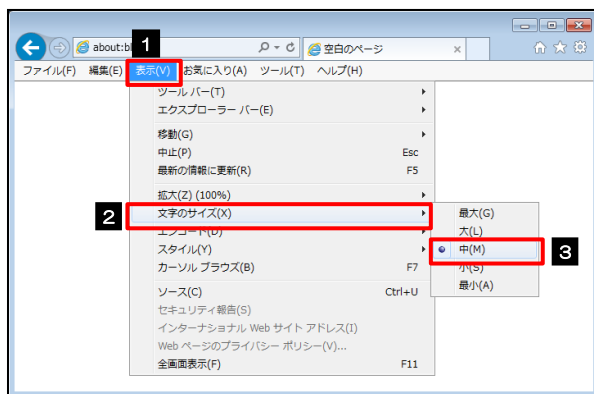 1
about:bl
空白のページ
ファイル(F) 編集(E) 表示(V) お気に入り(A) ツール(T) ヘルプ(H)
ツール バー(T)
エクスプローラー バー(E)
移動(G)
中止(P) Esc
最新の情報に更新(R) F5
拡大(Z) (100%)
2
文字のサイズ(X)
エンコード(D)
スタイル(Y)
カーソル ブラウズ(B) F7
ソース(C) Ctrl+U
セキュリティ報告(S)
インターナショナル Web サイト アドレス(I)
Web ページのプライバシー ポリシー(V)...
全画面表示(F) F11
最大(G)
大(L)
中(M)
3
小(S)
最小(A)